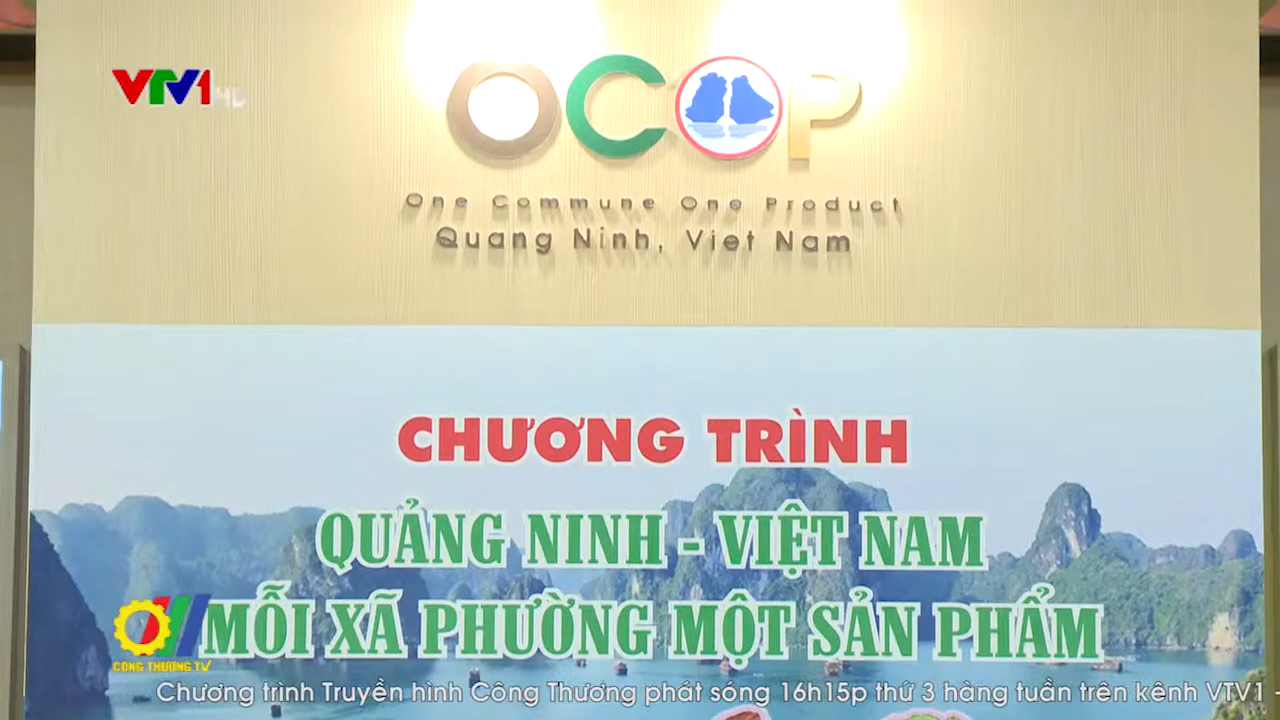 VTV1 HD
OCOP
One Commune One Product
Quang Ninh, Viet Nam
CHƯƠNG TRÌNH
QUẢNG NINH - VIỆT NAM
MỖI XÃ PHƯỜNG MỘT SẢN PHẨM
CÔNG THƯƠNG TV
Chương trình Truyền hình Công Thương phát sóng 16h15p thứ 3 hàng tuần trên kênh VTV1 -